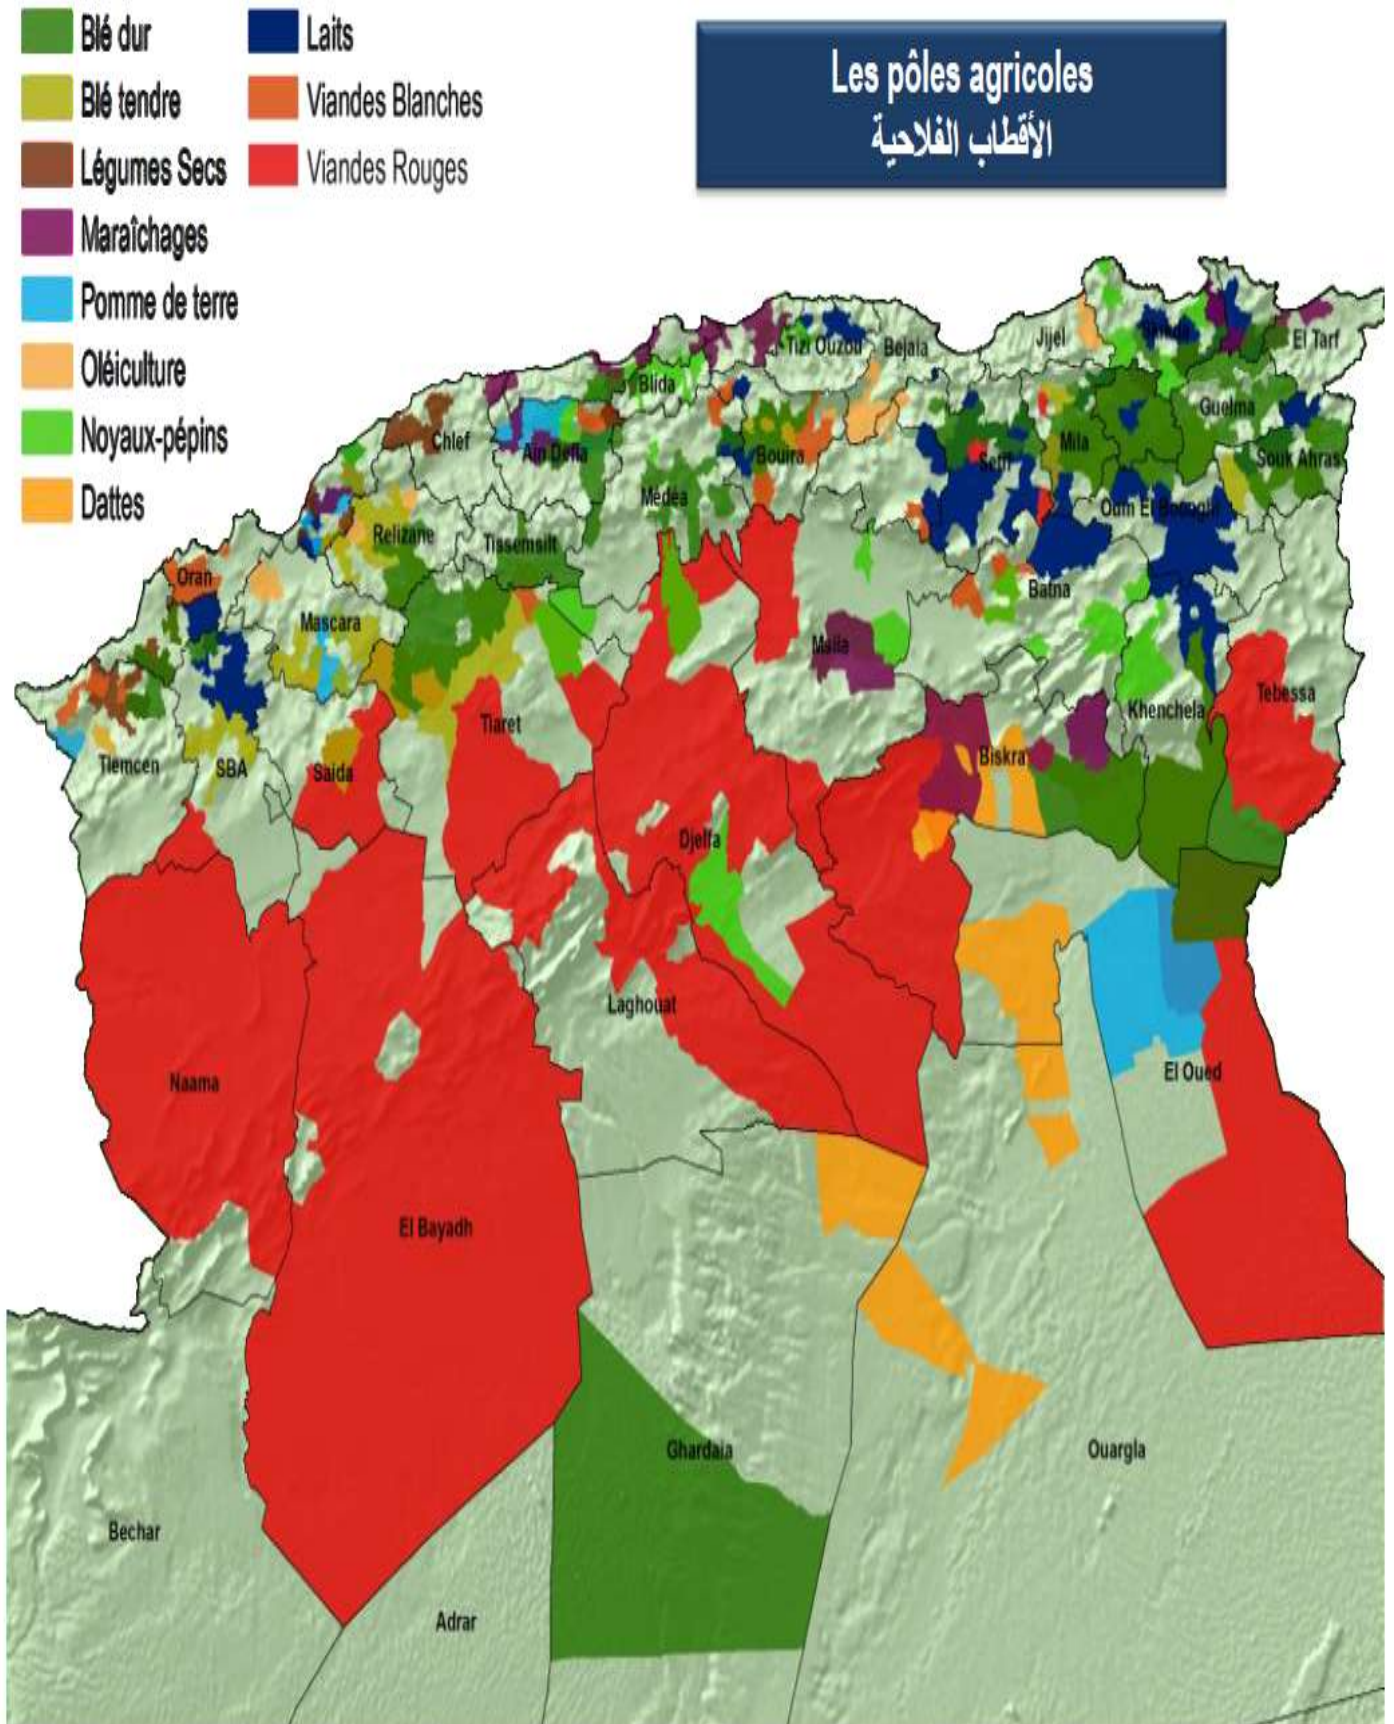 Blé dur
Blé tendre
Légumes Secs
Maraîchages
Pomme de terre
Oléiculture
Noyaux-pépins
Dattes
Laits
Viandes Blanches
Viandes Rouges
Les pôles agricoles
الأقطاب الفلاحية
Tizi Ouzou
Bejaia
Jijel
Skikda
El Tarf
Blida
Guelma
Chlef
Ain Defla
Bouira
Setif
Mila
Souk Ahras
Médéa
Oum El Bouaghi
Relizane
Tissemsilt
Oran
Batna
Mascara
Msila
Tebessa
Khenchela
Tiaret
Biskra
Tlemcen
SBA
Saida
Djelfa
Laghouat
El Oued
Naama
El Bayadh
Ghardaia
Ouargla
Bechar
Adrar